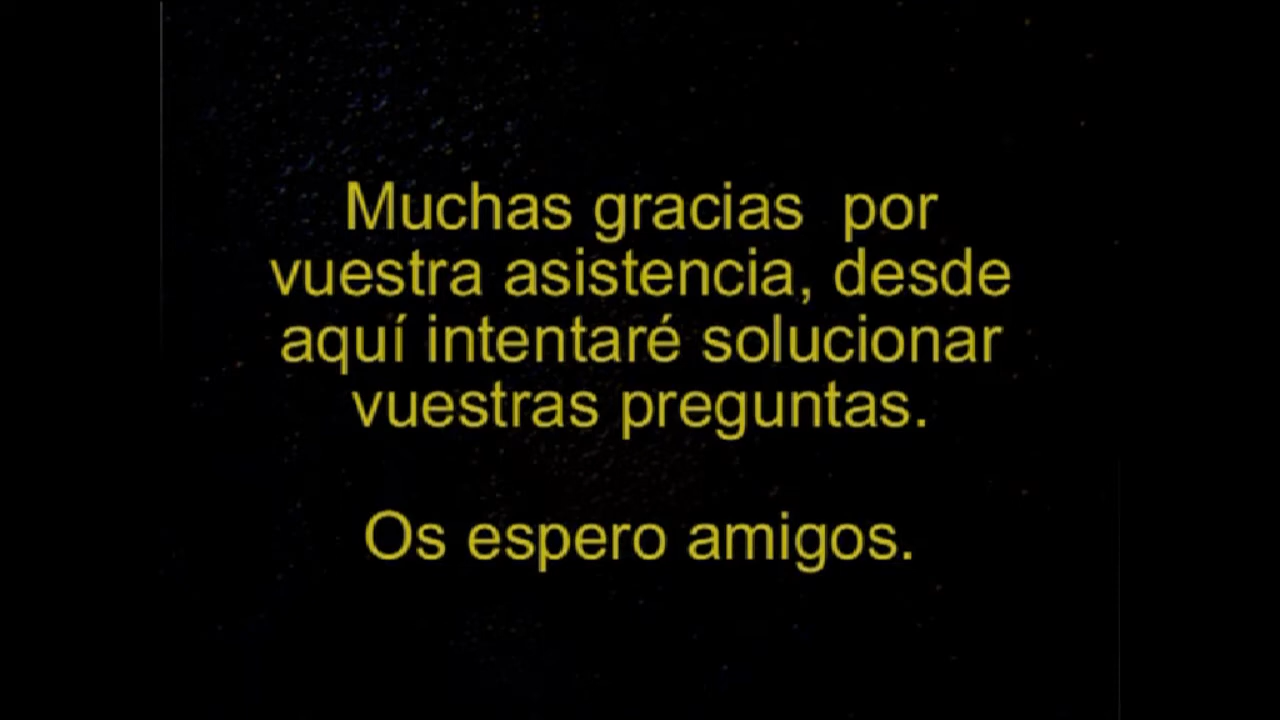 Muchas gracias por
vuestra asistencia, desde
aquí intentaré solucionar
vuestras preguntas.
Os espero amigos.